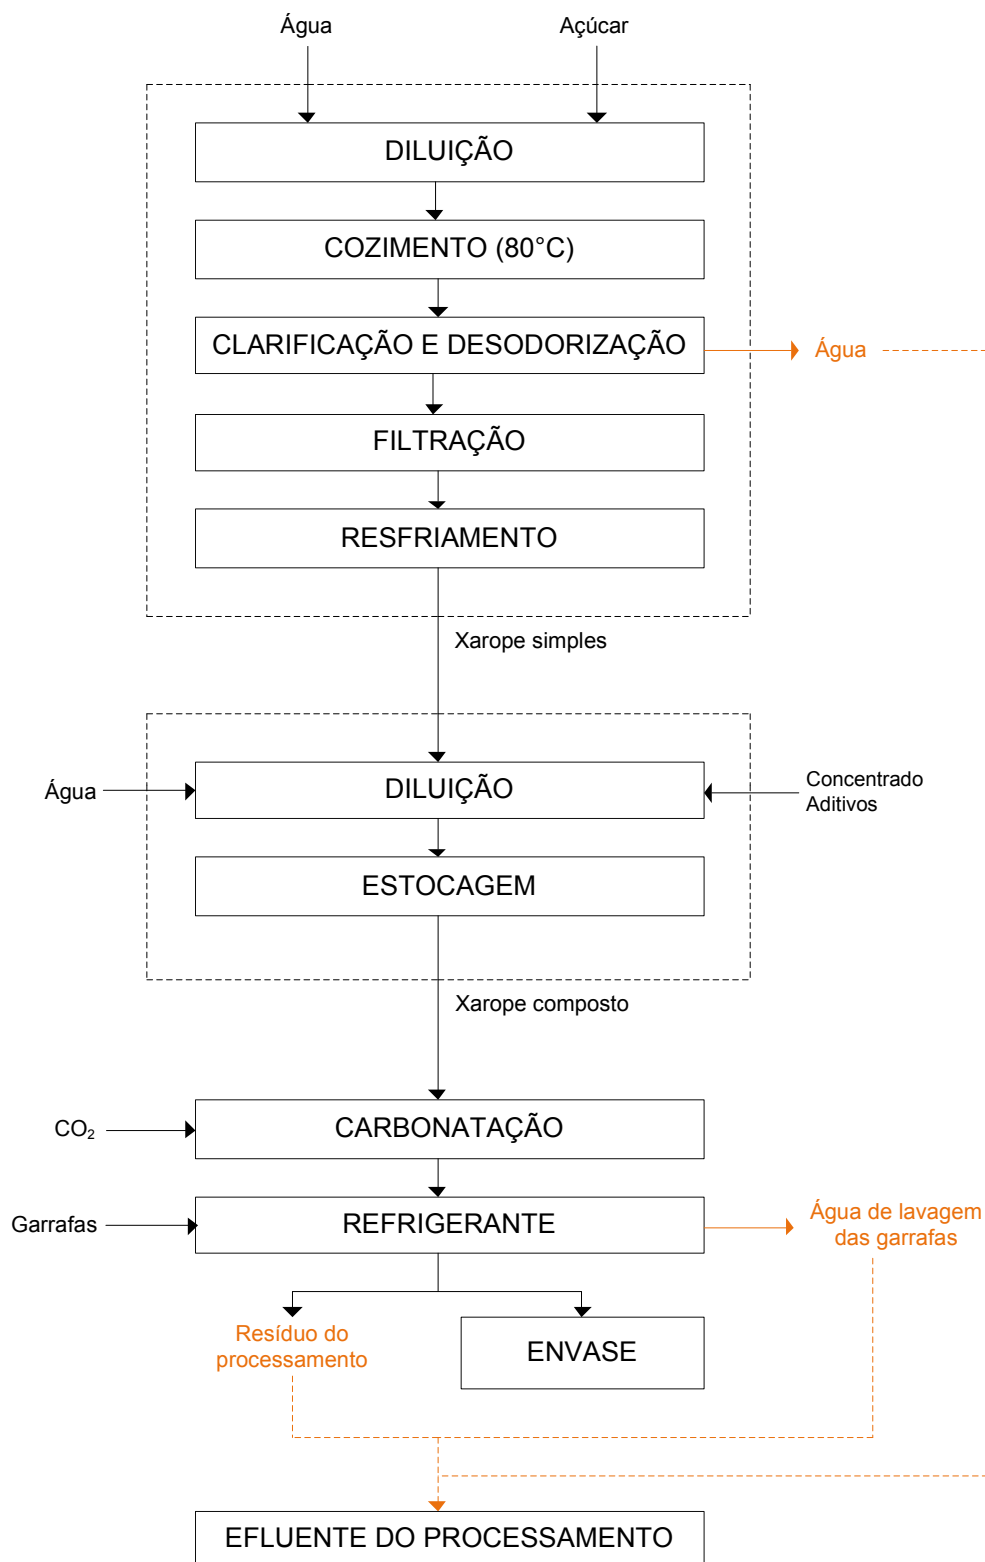 Água
Açúcar
DILUIÇÃO
COZIMENTO (80°C)
CLARIFICAÇÃO E DESODORIZAÇÃO
Água
FILTRAÇÃO
RESFRIAMENTO
Xarope simples
Água
DILUIÇÃO
Concentrado
Aditivos
ESTOCAGEM
Xarope composto
CO₂
CARBONATAÇÃO
Garrafas
REFRIGERANTE
Água de lavagem
das garrafas
Resíduo do
processamento
ENVASE
EFLUENTE DO PROCESSAMENTO